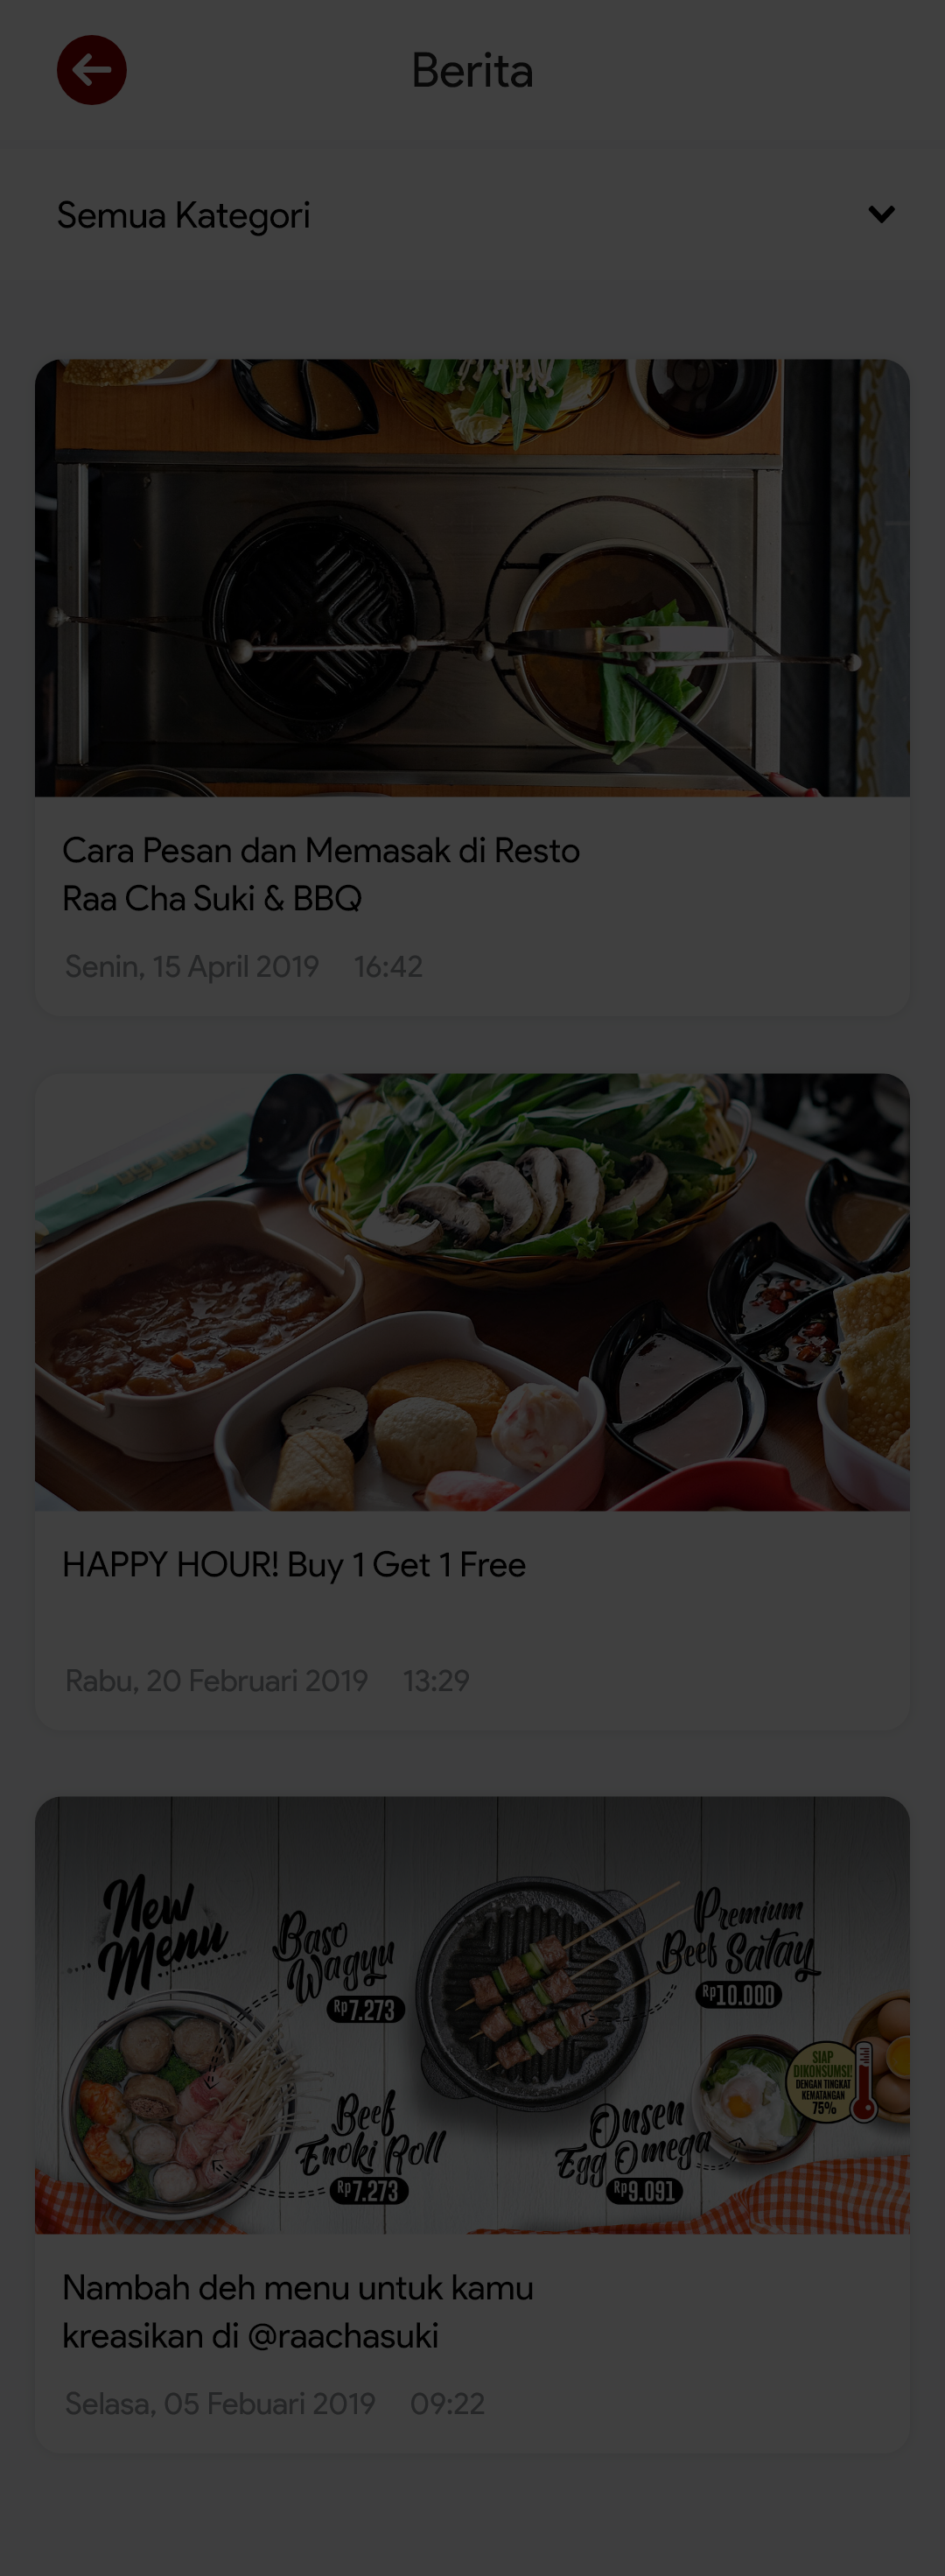 Berita
Semua Kategori
Cara Pesan dan Memasak di Resto
Raa Cha Suki & BBQ
Senin, 15 April 2019 16:42
HAPPY HOUR! Buy 1 Get 1 Free
Rabu, 20 Februari 2019 13:29
New
Menu
Baso
Wagyu
Rp7.273
Premium
Beef Satay
Rp10.000
SIAP
DIKONSUMSI!
DENGAN TINGKAT
KEMATANGAN
75%
Beef
Enoki Roll
Rp7.273
Onsen
Egg Omega
Rp9.091
Nambah deh menu untuk kamu
kreasikan di @raachasuki
Selasa, 05 Febuari 2019 09:22